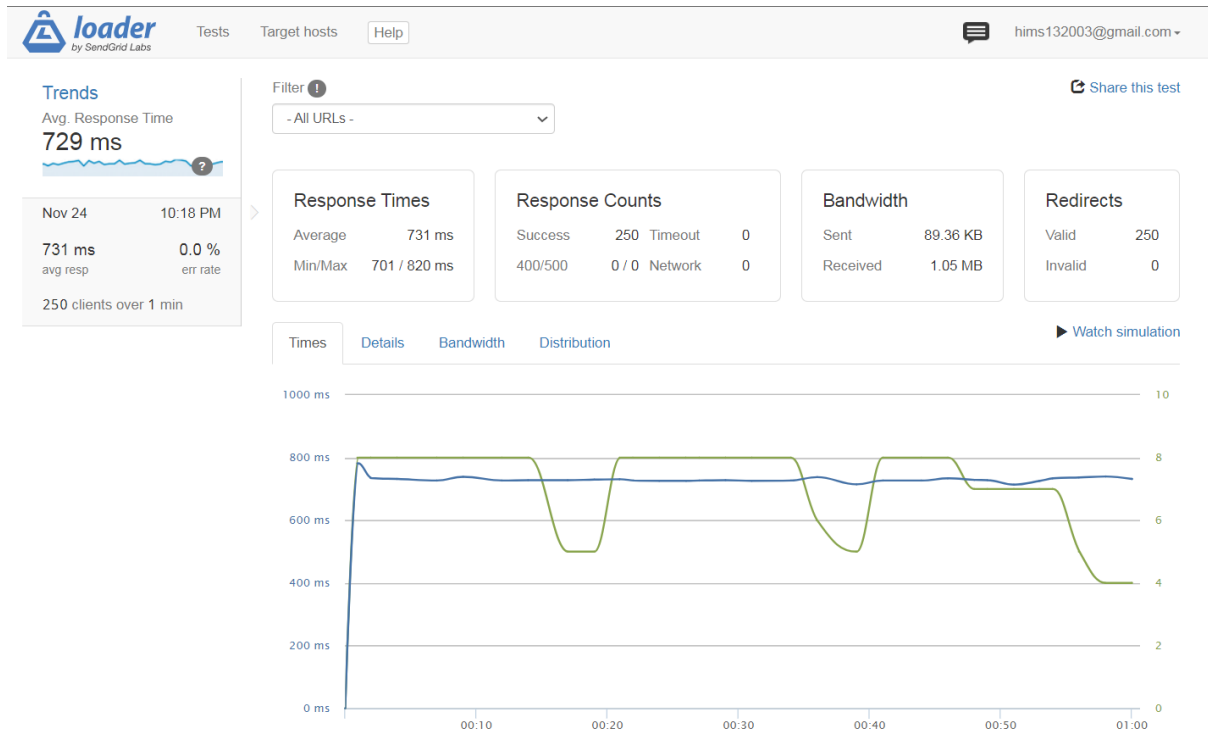 loader
by SendGrid Labs
Tests Target hosts Help
hims132003@gmail.com
Trends
Avg. Response Time
729 ms
?
Nov 24 10:18 PM
731 ms 0.0 %
avg resp err rate
250 clients over 1 min
Filter !
Share this test
- All URLs -
Response Times
Average 731 ms
Min/Max 701 / 820 ms
Response Counts
Success 250 Timeout 0
400/500 0 / 0 Network 0
Bandwidth
Sent 89.36 KB
Received 1.05 MB
Redirects
Valid 250
Invalid 0
Watch simulation
Times Details Bandwidth Distribution
1000 ms 10
800 ms 8
600 ms 6
400 ms 4
200 ms 2
0 ms 0
00:10 00:20 00:30 00:40 00:50 01:00